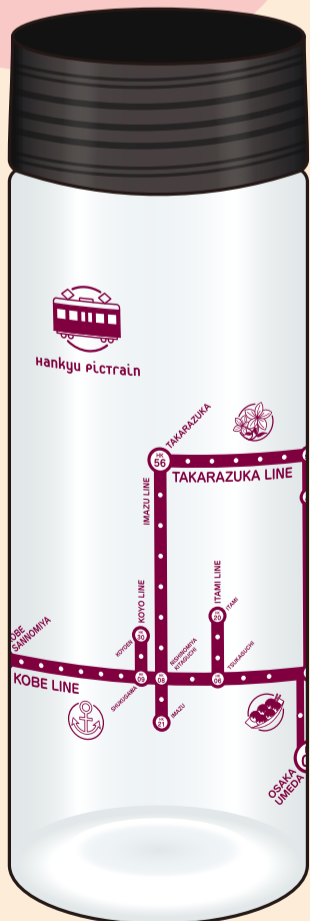 Hankyu PicTrain
TAKARAZUKA
HK
56
TAKARAZUKA LINE
IMAZU LINE
KOYO LINE
ITAMI LINE
ITAMI
20
KOYOEN
30
NISHINOMIYA
KITAGUCHI
TSUKAGUCHI
OBE
SANNOMIYA
KOBE LINE
SHUKUGAWA
09
08
06
21
IMAZU
OSAKA
UMEDA